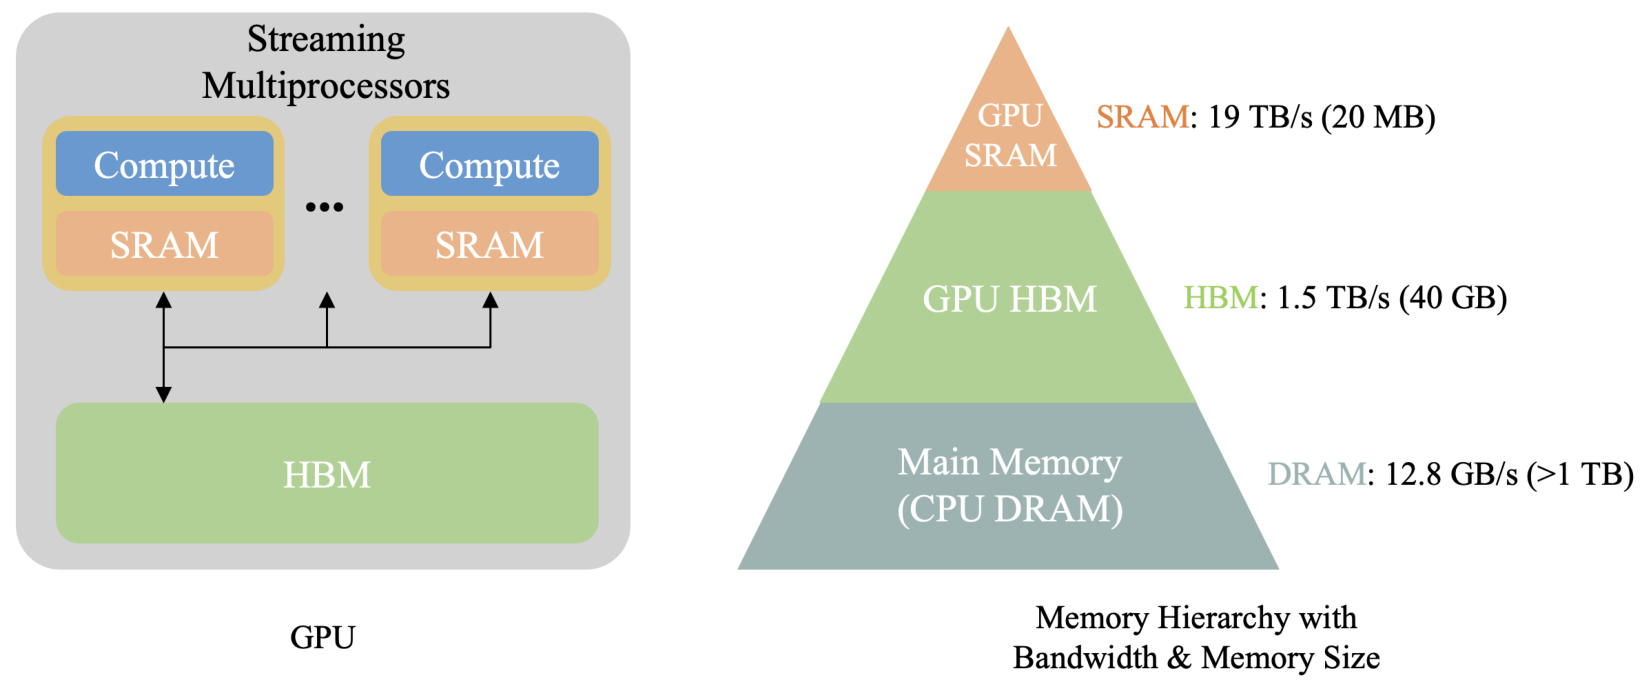 Streaming
Multiprocessors
Compute
SRAM
...
Compute
SRAM
HBM
GPU
GPU
SRAM
SRAM: 19 TB/s (20 MB)
GPU HBM
HBM: 1.5 TB/s (40 GB)
Main Memory
(CPU DRAM)
DRAM: 12.8 GB/s (>1 TB)
Memory Hierarchy with
Bandwidth & Memory Size